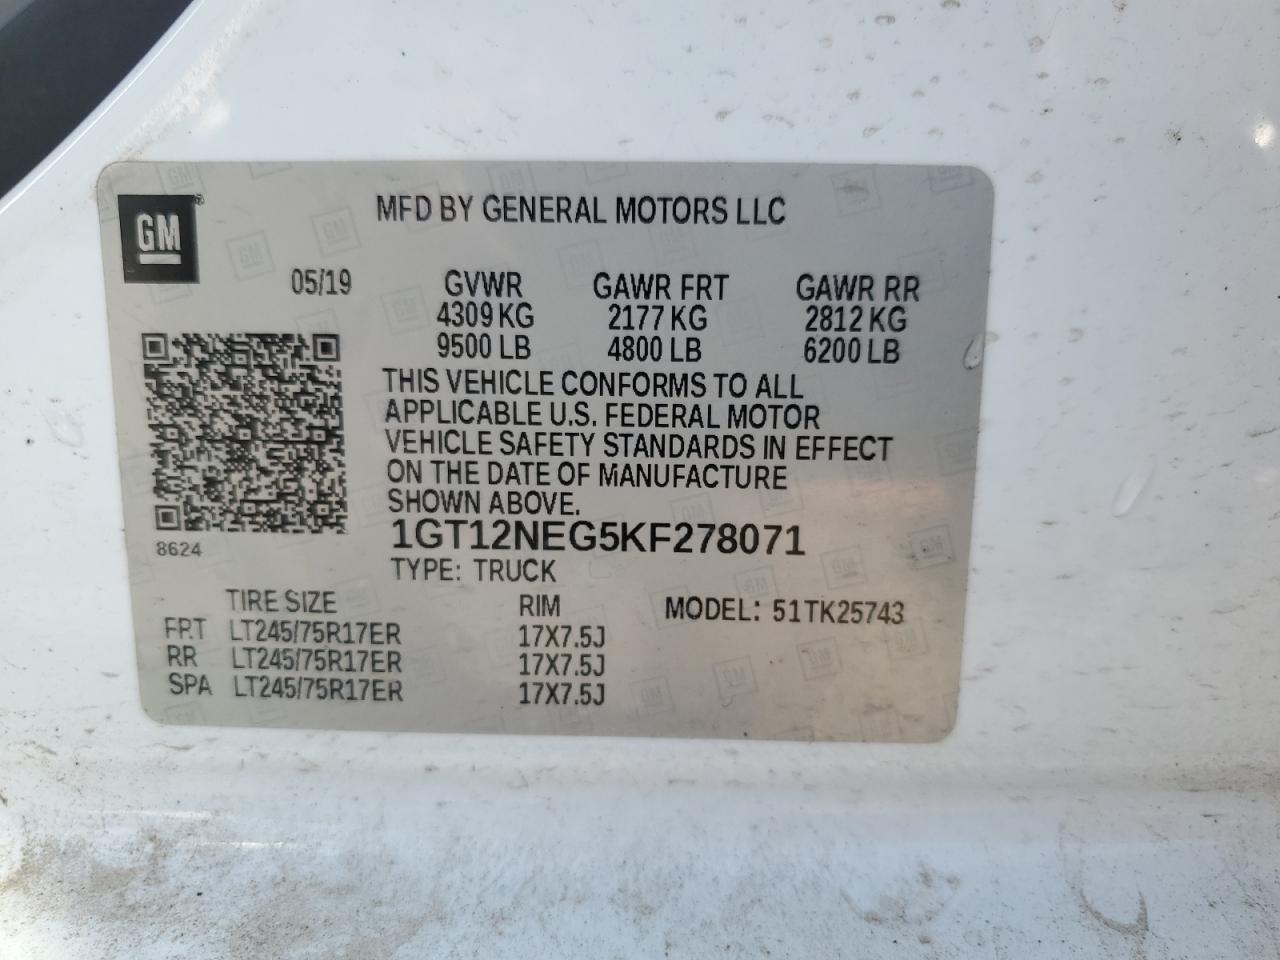 GM
MFD BY GENERAL MOTORS LLC
05/19 GVWR GAWR FRT GAWR RR
4309 KG 2177 KG 2812 KG
9500 LB 4800 LB 6200 LB
THIS VEHICLE CONFORMS TO ALL
APPLICABLE U.S. FEDERAL MOTOR
VEHICLE SAFETY STANDARDS IN EFFECT
ON THE DATE OF MANUFACTURE
SHOWN ABOVE.
1GT12NEG5KF278071
8624
TYPE: TRUCK
TIRE SIZE RIM MODEL: 51TK25743
FRT LT245/75R17ER 17X7.5J
RR LT245/75R17ER 17X7.5J
SPA LT245/75R17ER 17X7.5J